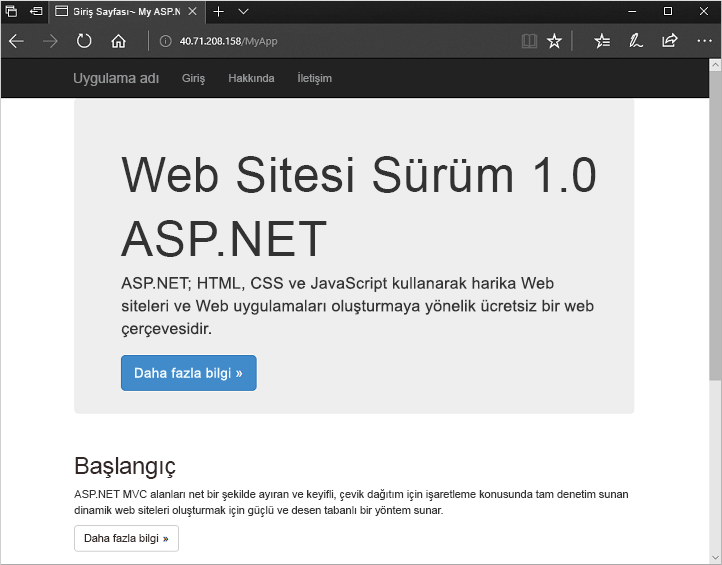 Giriş Sayfası~ My ASP.N
40.71.208.158/MyApp
Uygulama adı Giriş Hakkında İletişim
Web Sitesi Sürüm 1.0
ASP.NET
ASP.NET; HTML, CSS ve JavaScript kullanarak harika Web
siteleri ve Web uygulamaları oluşturmaya yönelik ücretsiz bir web
çerçevesidir.
Daha fazla bilgi »
Başlangıç
ASP.NET MVC alanları net bir şekilde ayıran ve keyifli, çevik dağıtım için işaretleme konusunda tam denetim sunan
dinamik web siteleri oluşturmak için güçlü ve desen tabanlı bir yöntem sunar.
Daha fazla bilgi »